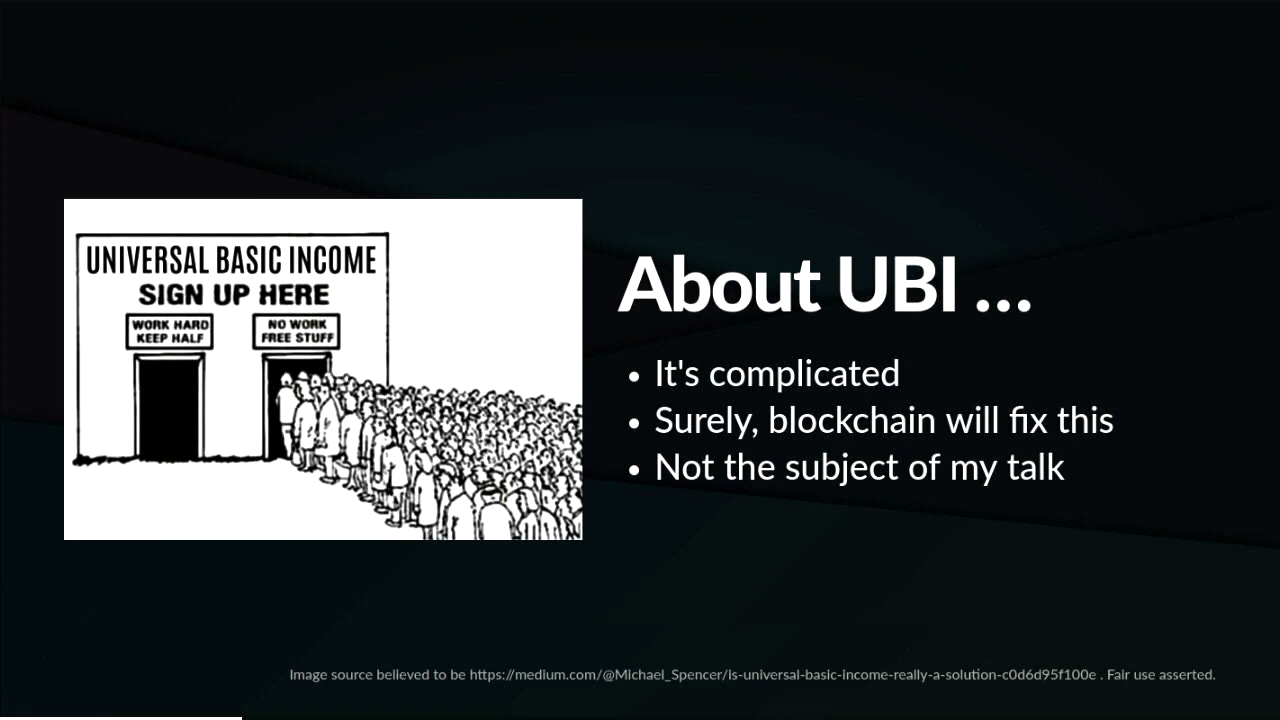 UNIVERSAL BASIC INCOME
SIGN UP HERE
WORK HARD
KEEP HALF
NO WORK
FREE STUFF
About UBI ...
• It's complicated
• Surely, blockchain will fix this
• Not the subject of my talk
Image source believed to be https://medium.com/@Michael_Spencer/is-universal-basic-income-really-a-solution-c0d6d95f100e . Fair use asserted.